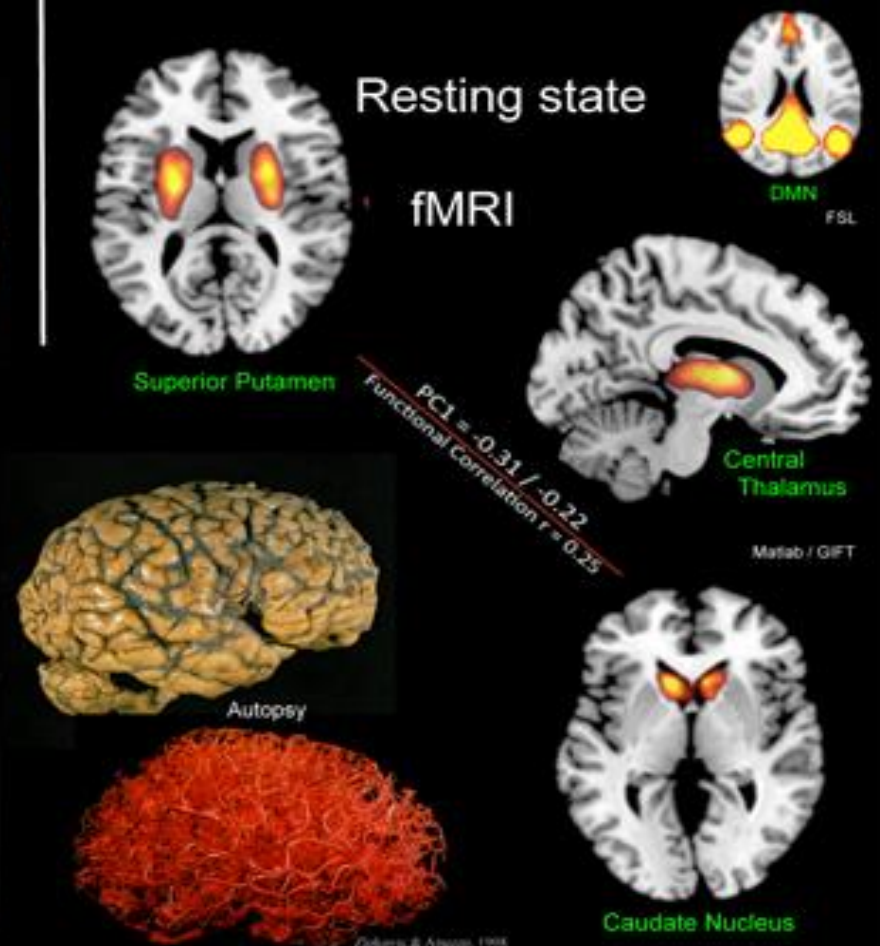 Resting state
fMRI
DMN
FSL
Superior Putamen
PC1 = -0.31 / -0.22
Functional Correlation r = 0.25
Central
Thalamus
Matlab / GIFT
Autopsy
Caudate Nucleus